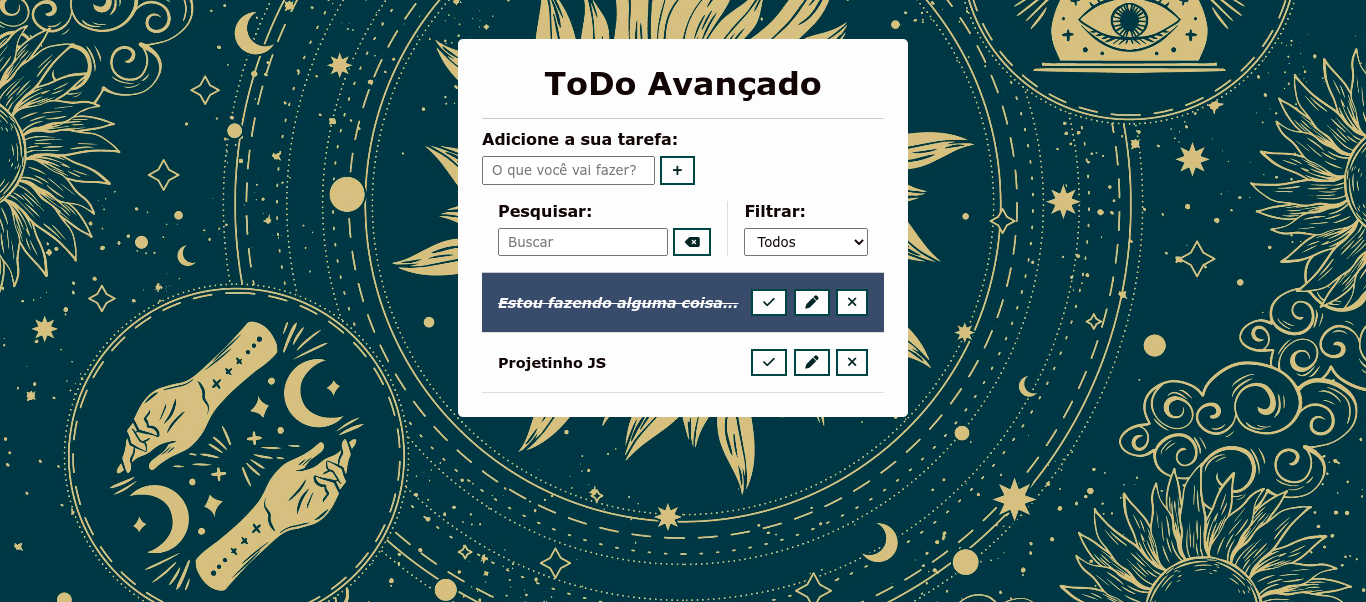 ToDo Avançado
Adicione a sua tarefa:
O que você vai fazer?
+
Pesquisar:
Filtrar:
Buscar
Todos
Estou fazendo alguma coisa...
Projetinho JS